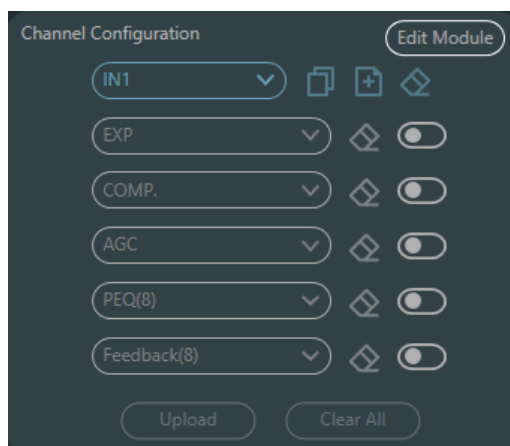 Channel Configuration
Edit Module
IN1
EXP
COMP.
AGC
PEQ(8)
Feedback(8)
Upload
Clear All